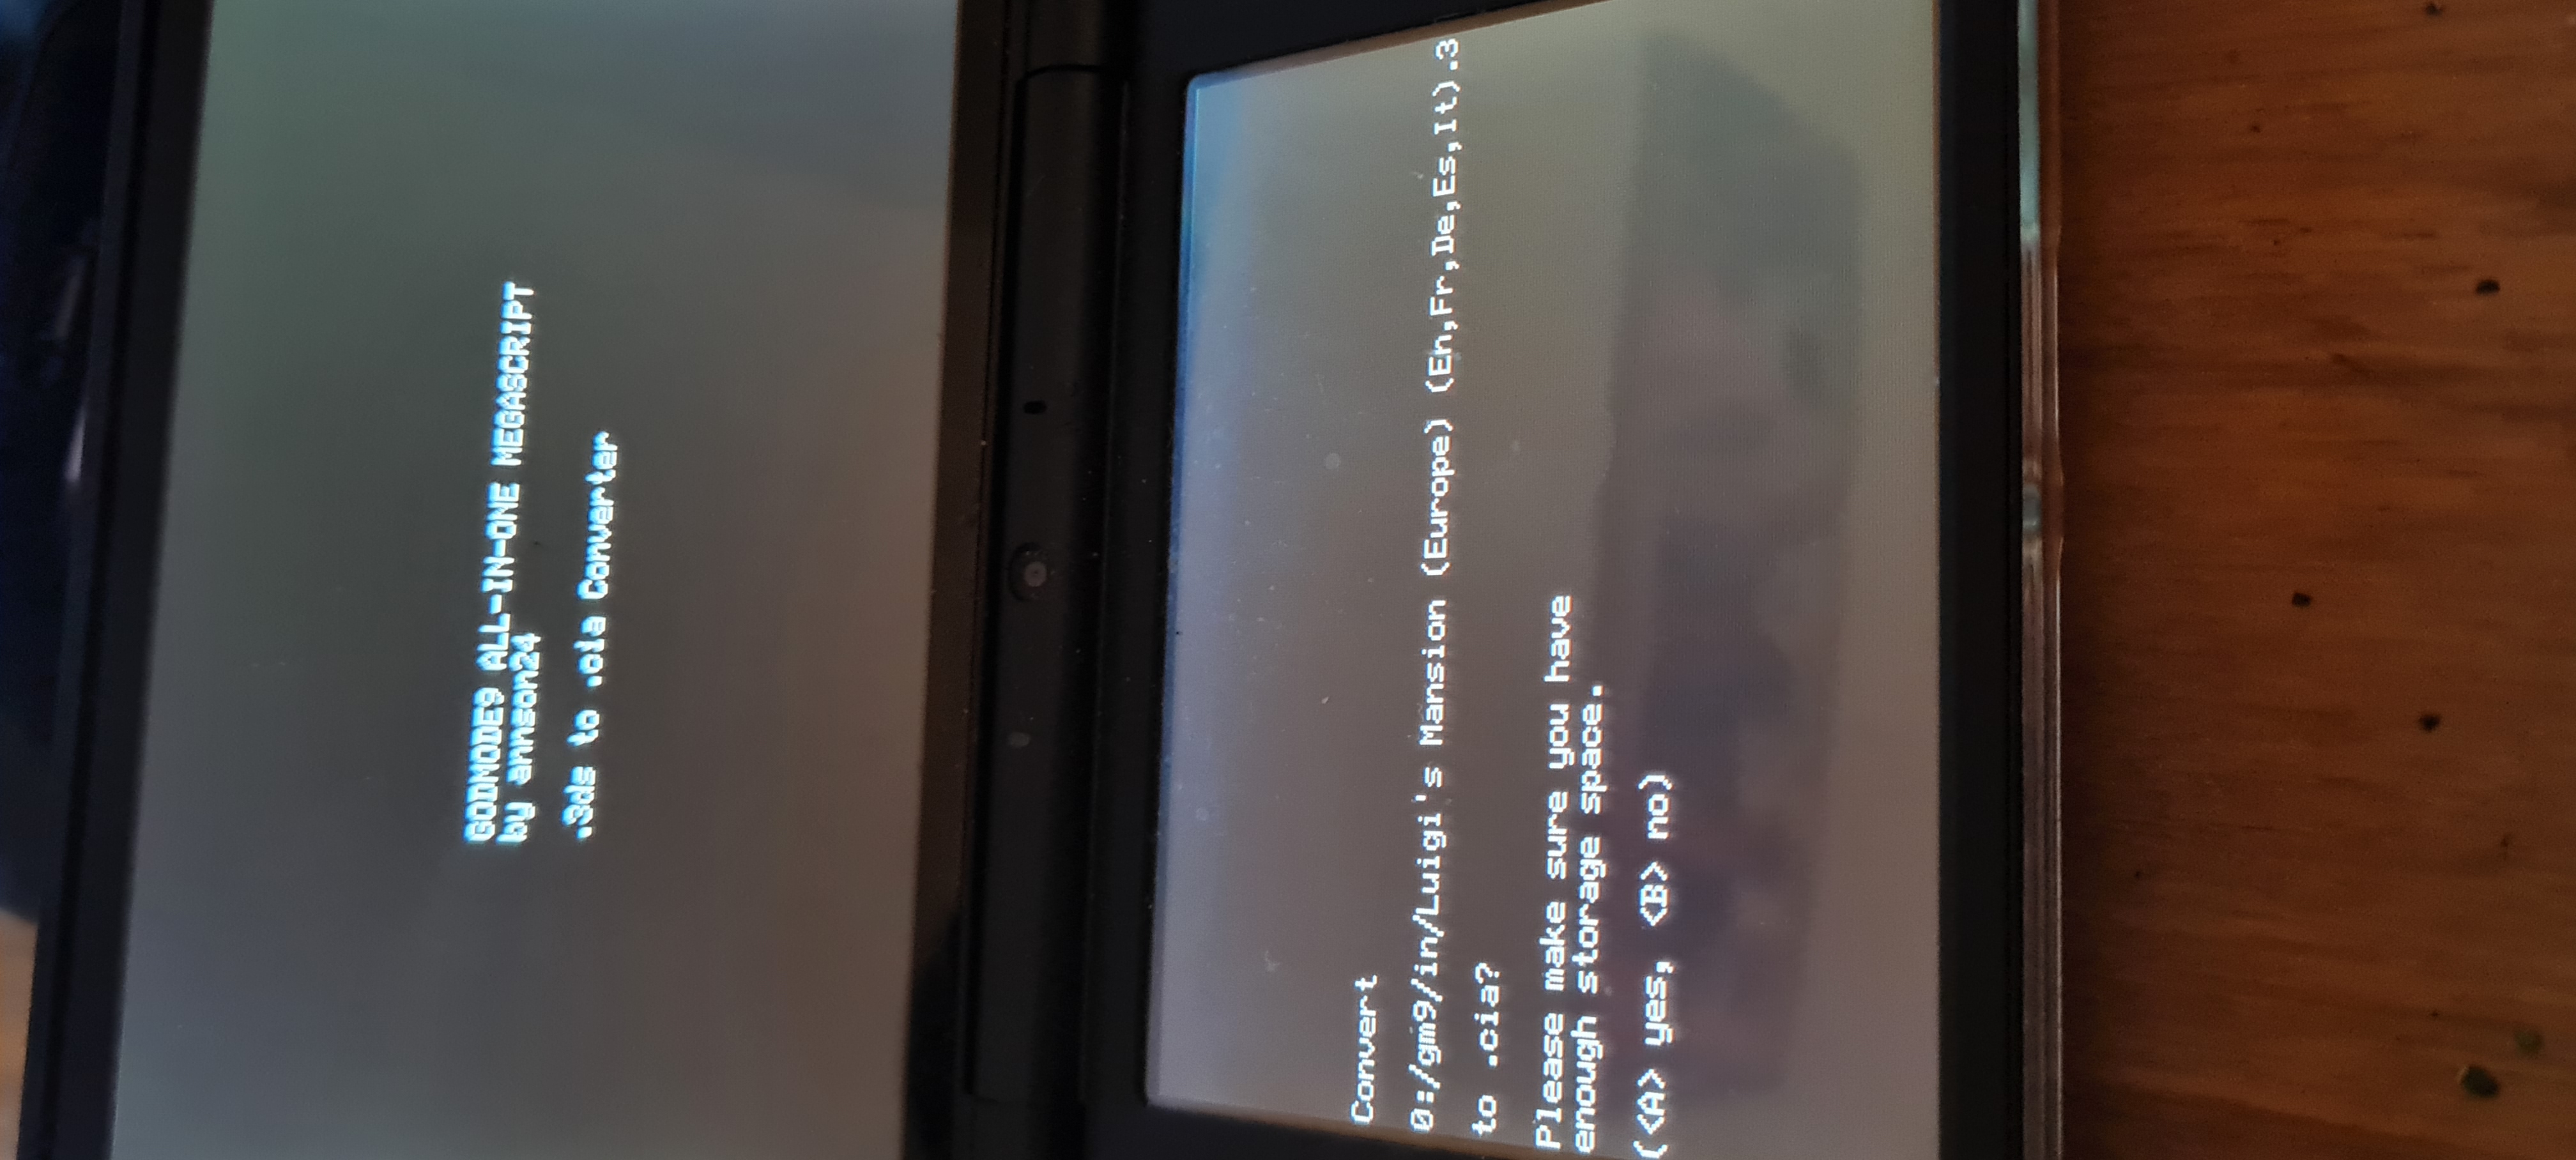 GODMODE9 ALL-IN-ONE MEGASCRIPT
by annson24
.3ds to .cia Converter
Convert
0:/gm9/in/Luigi's Mansion (Europe) (En,Fr,De,Es,It).3
to .cia?
Please make sure you have
enough storage space.
(<A> yes, <B> no)